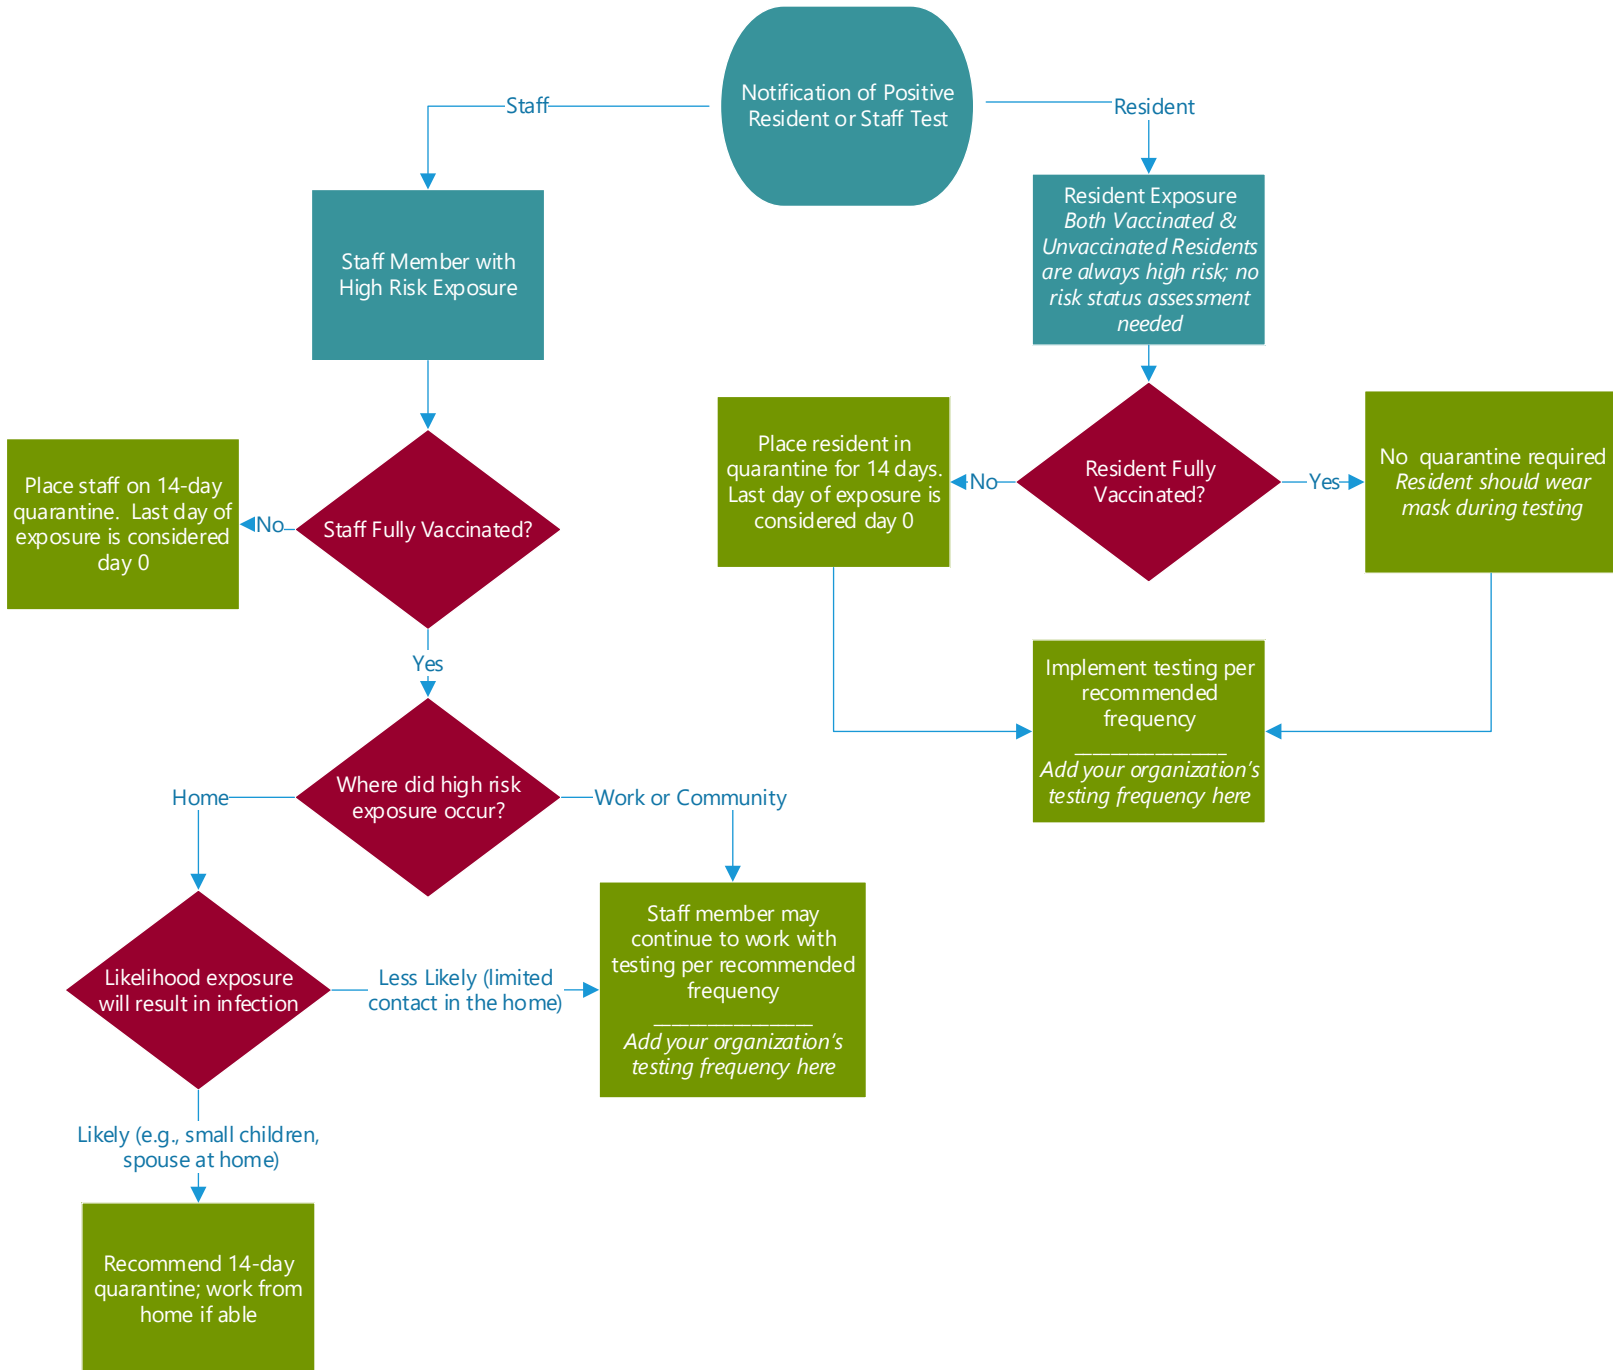 Notification of Positive
Resident or Staff Test
Staff
Resident
Staff Member with
High Risk Exposure
Resident Exposure
Both Vaccinated &
Unvaccinated Residents
are always high risk; no
risk status assessment
needed
Place staff on 14-day
quarantine. Last day of
exposure is considered
day 0
No
Staff Fully Vaccinated?
Place resident in
quarantine for 14 days.
Last day of exposure is
considered day 0
No
Resident Fully
Vaccinated?
Yes
No quarantine required
Resident should wear
mask during testing
Yes
Implement testing per
recommended
frequency
__________________
Add your organization's
testing frequency here
Home
Where did high risk
exposure occur?
Work or Community
Likelihood exposure
will result in infection
Less Likely (limited
contact in the home)
Staff member may
continue to work with
testing per recommended
frequency
___________________
Add your organization's
testing frequency here
Likely (e.g., small children,
spouse at home)
Recommend 14-day
quarantine; work from
home if able